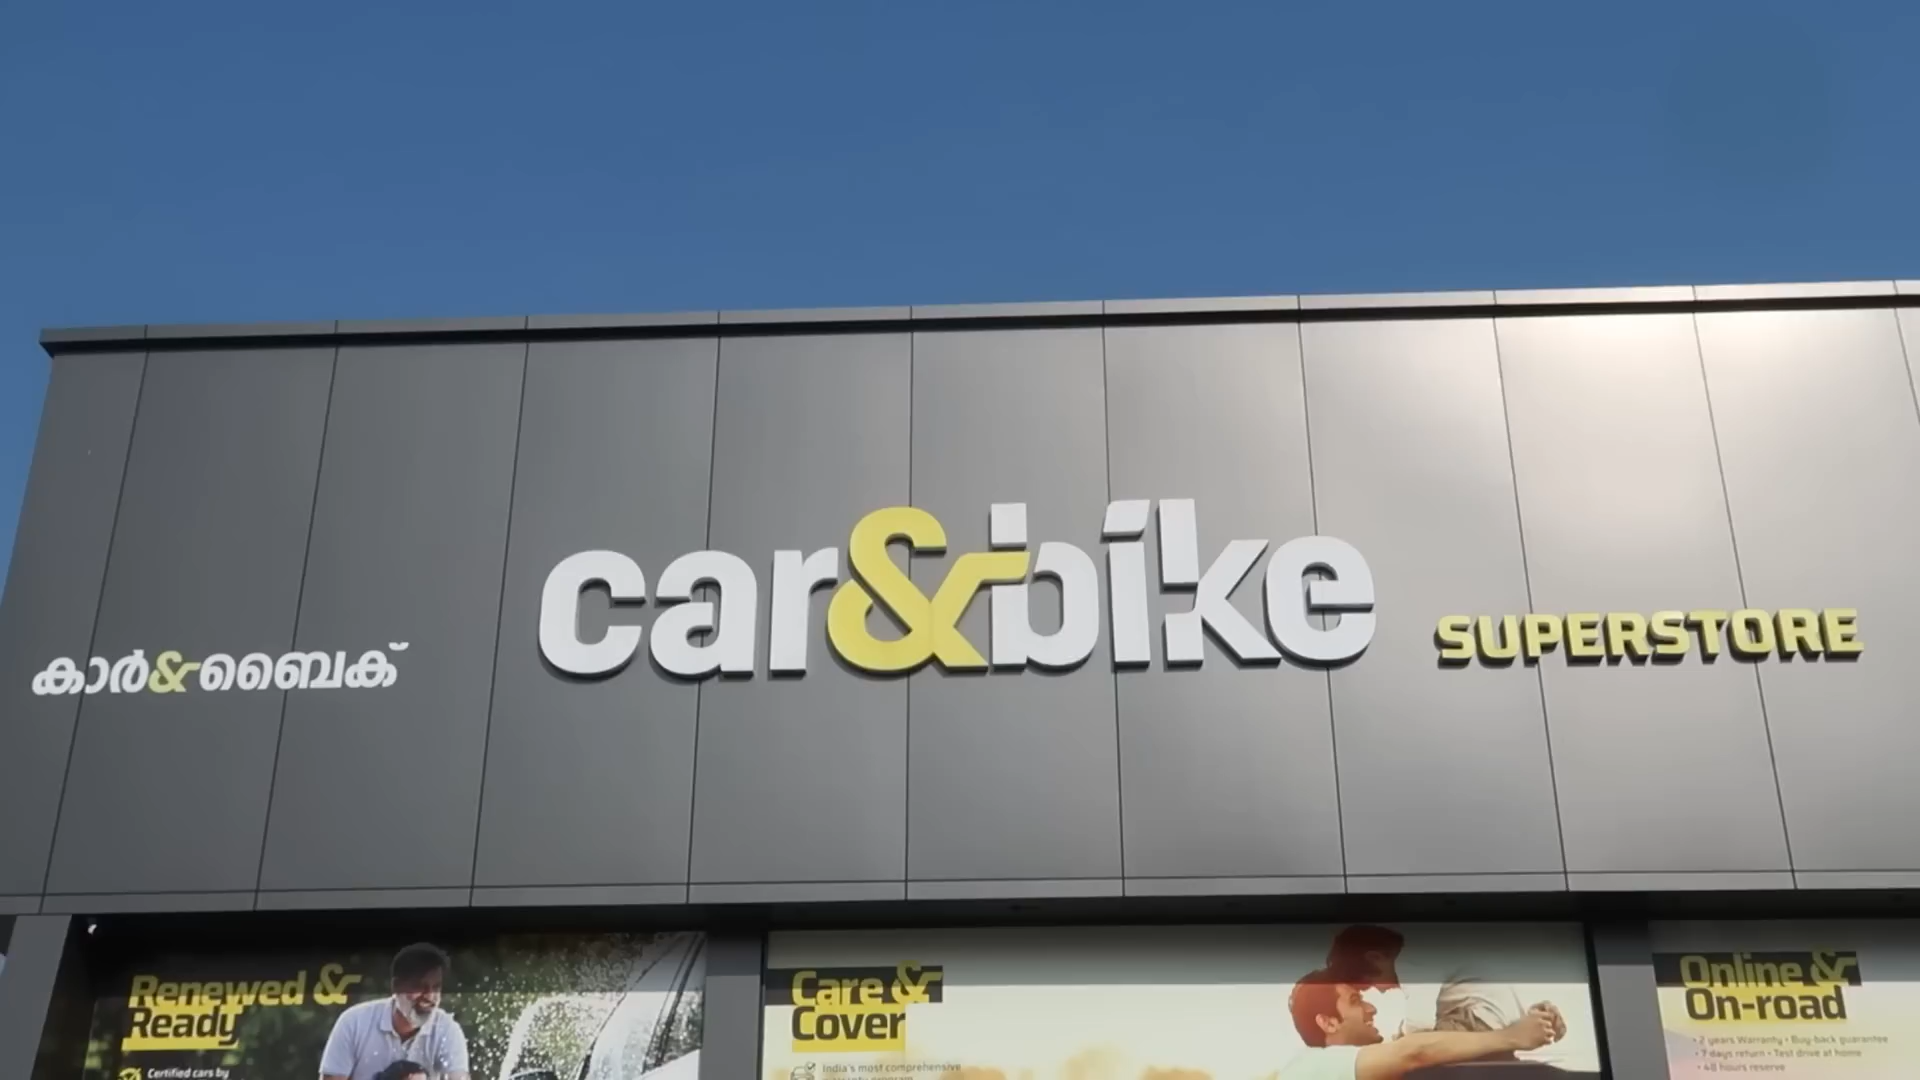 കാർ&ബൈക്
car&bike
SUPERSTORE
Renewed &
Ready
Certified cars by
Care &
Cover
India's most comprehensive
Online &
On-road
• 2 years Warranty • Buy-back guarantee
• 7 days return • Test drive at home
• 48 hours reserve